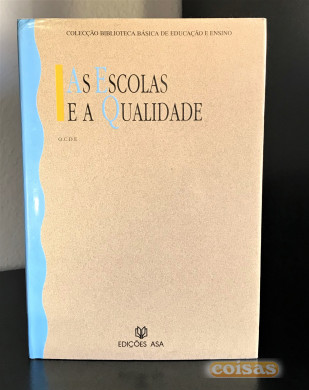 COLECÇÃO BIBLIOTECA BÁSICA DE EDUCAÇÃO E ENSINO
AS ESCOLAS
E A QUALIDADE
O.C.D.E.
EDIÇÕES ASA
coisas